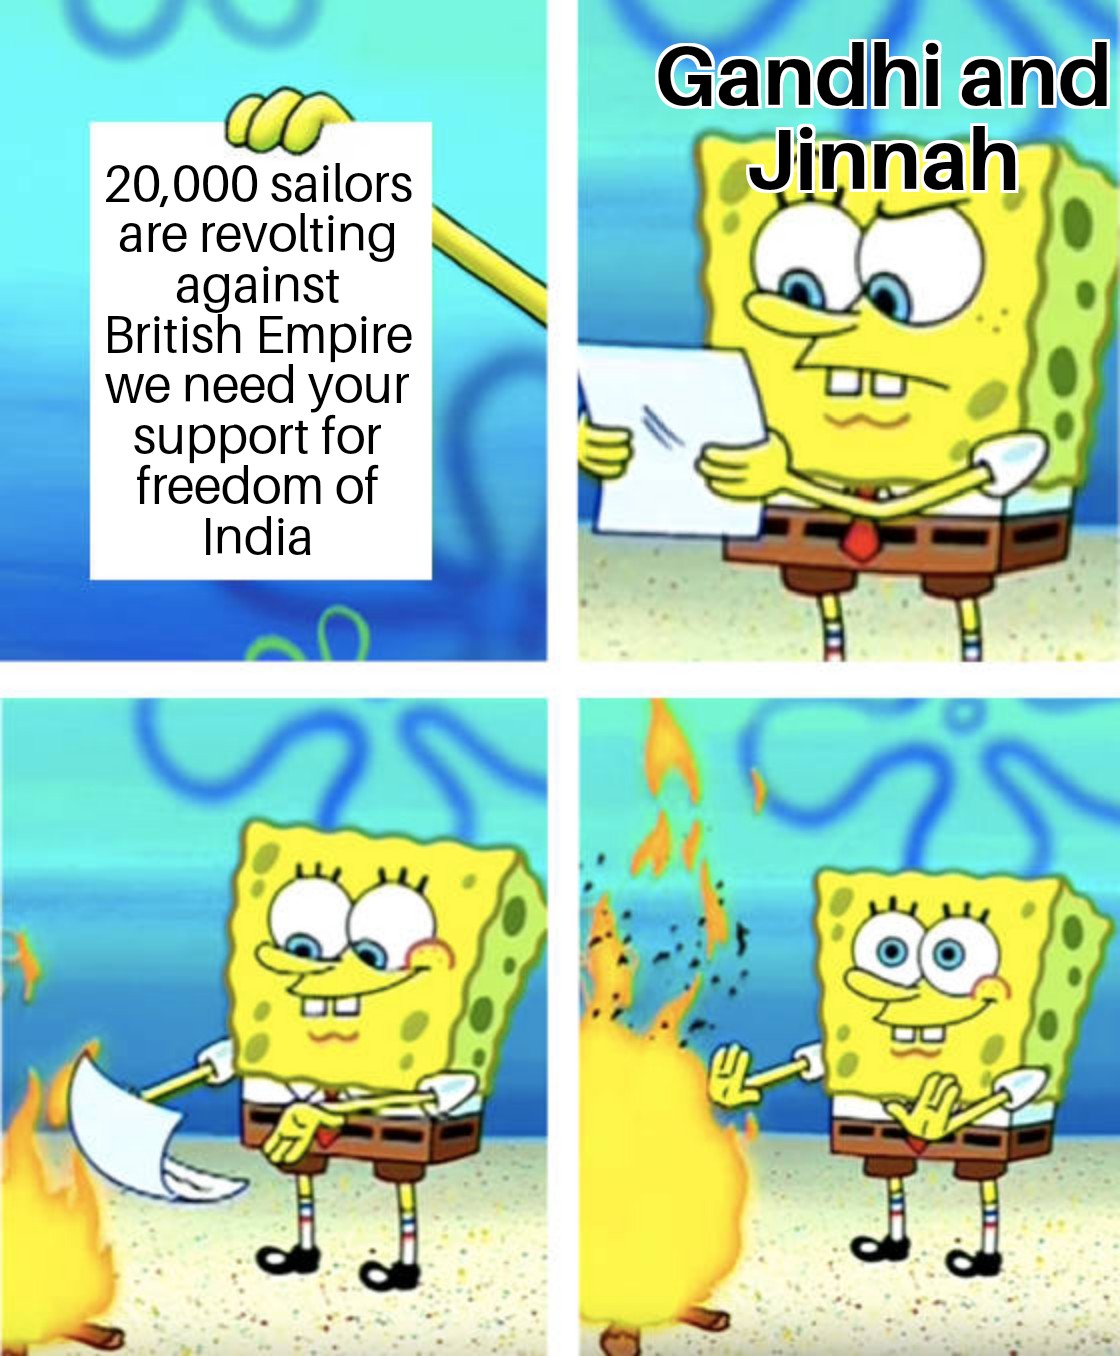 20,000 sailors
are revolting
against
British Empire
we need your
support for
freedom of
India
Gandhi and
Jinnah